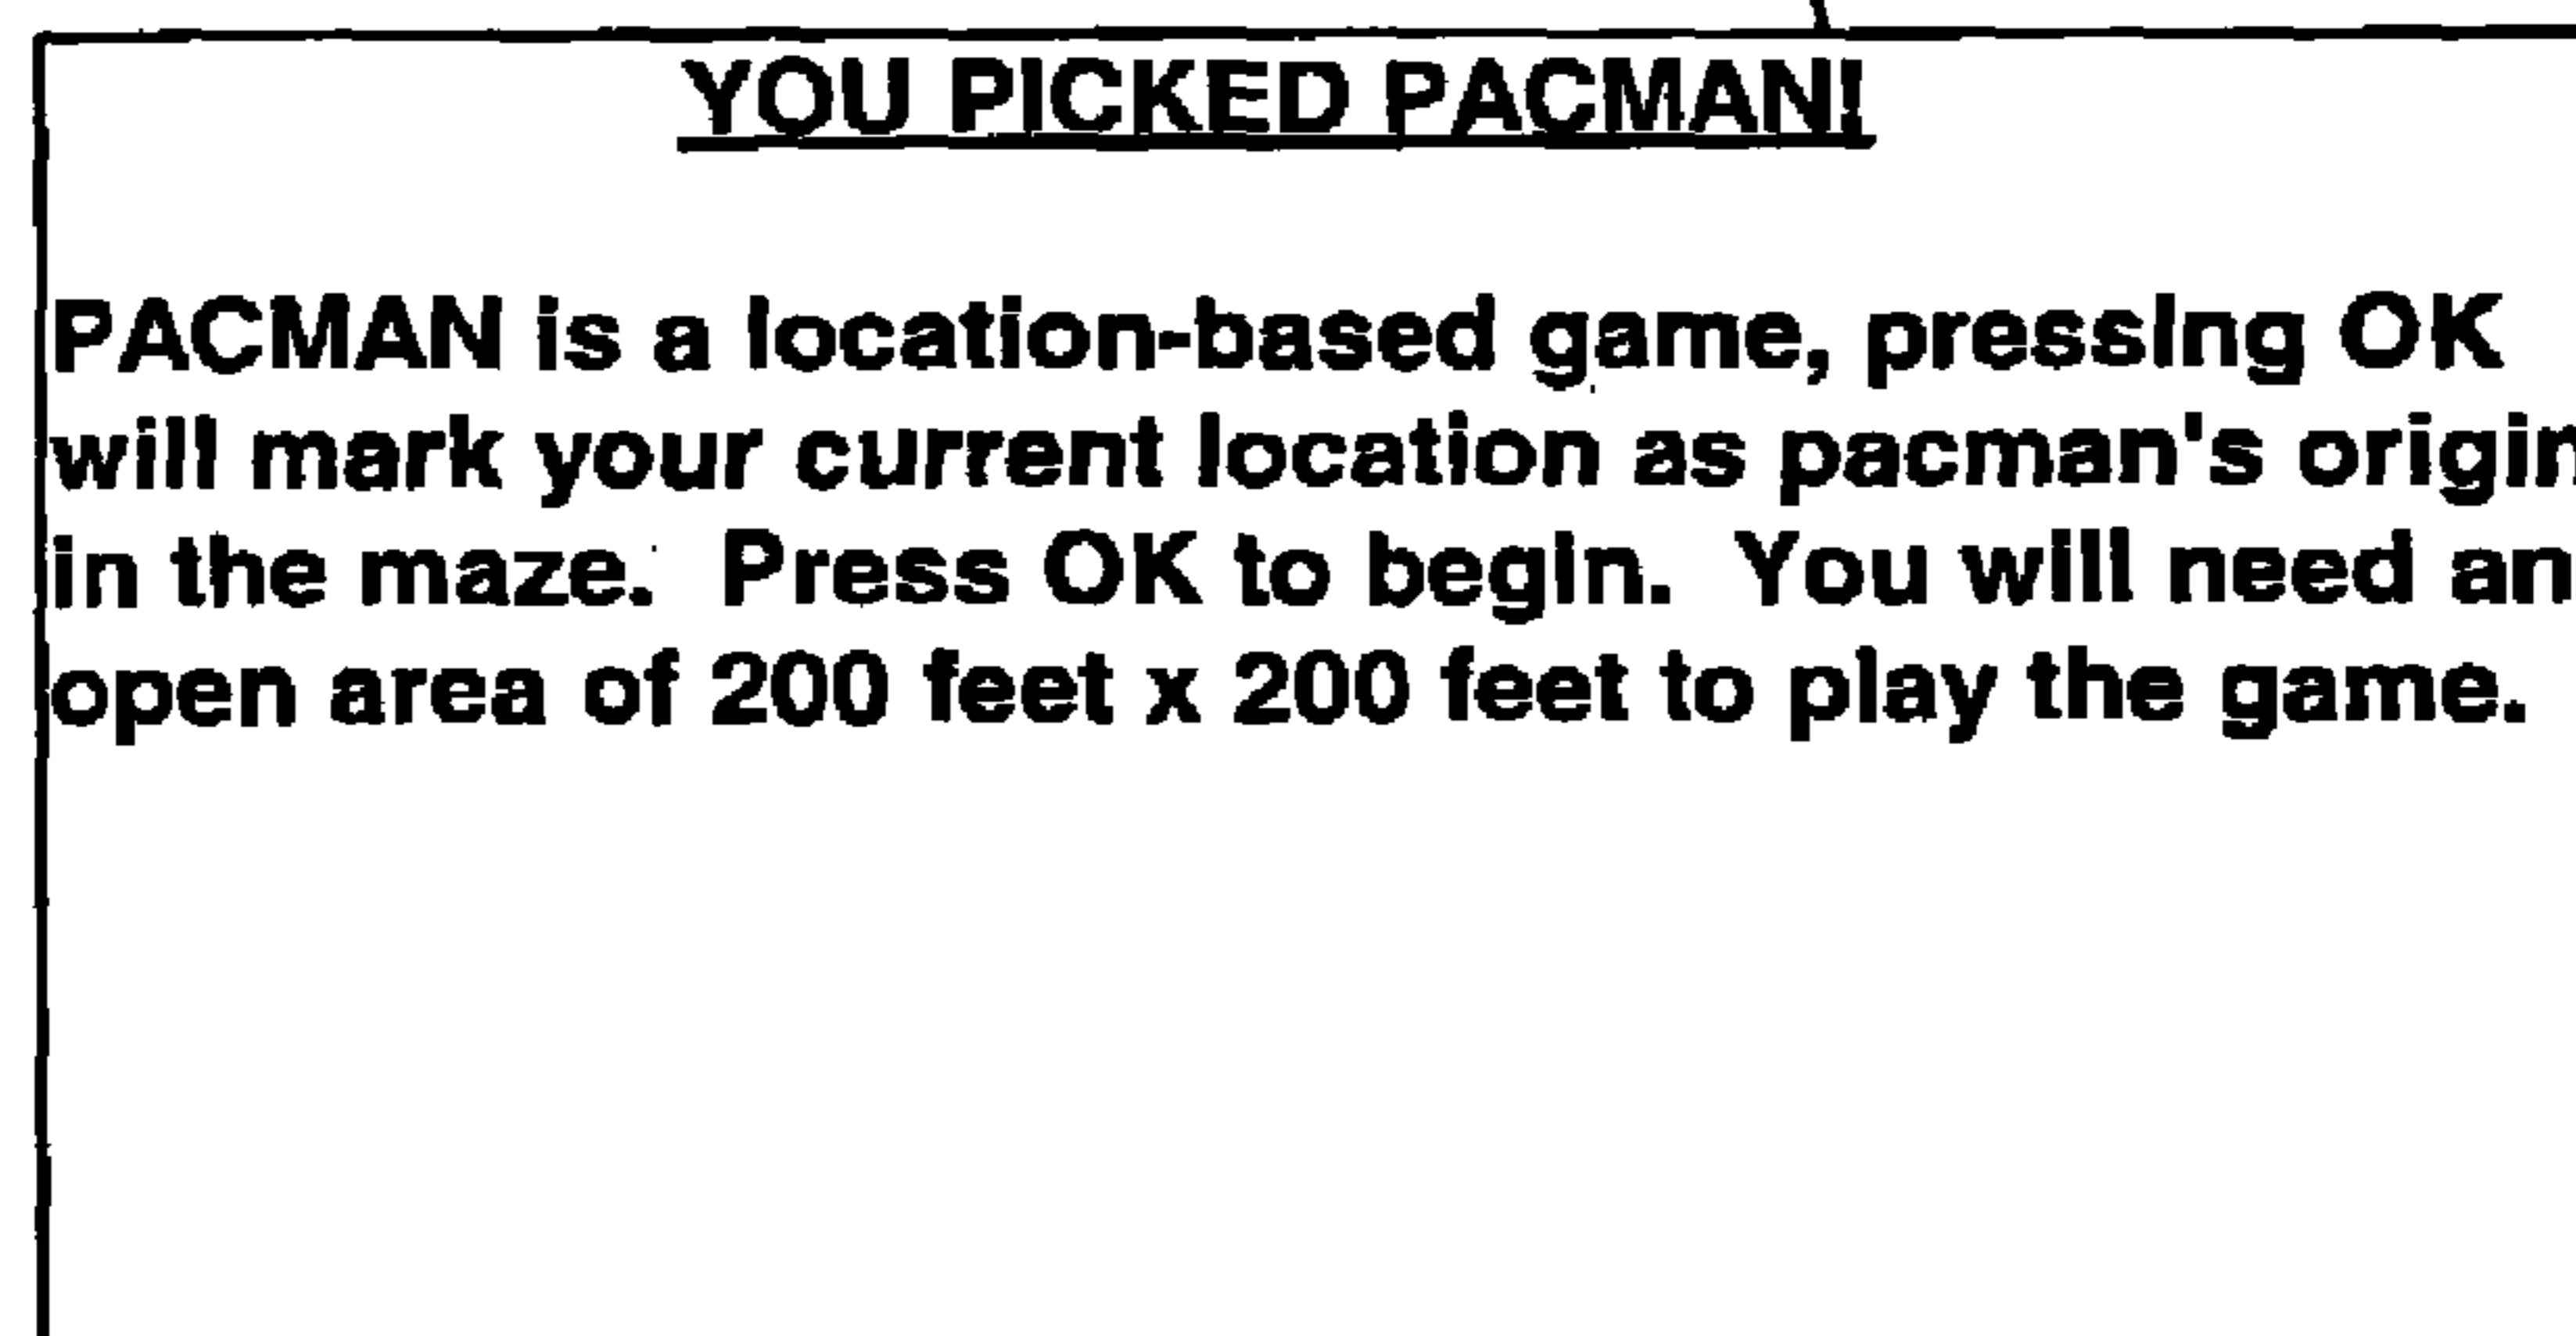 YOU PICKED PACMAN!
PACMAN is a location-based game, pressing OK
will mark your current location as pacman's origin
in the maze.  Press OK to begin.  You will need an
open area of 200 feet x 200 feet to play the game.